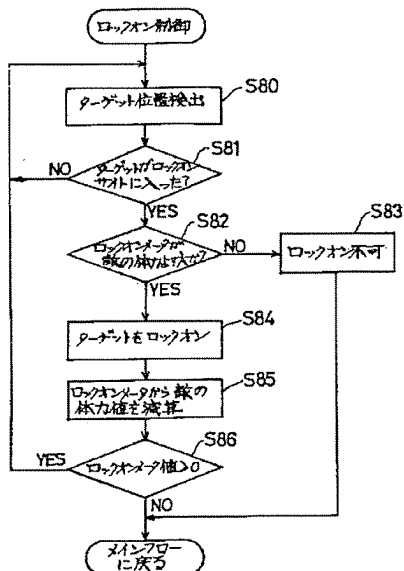 ロックオン制御
S80
ターゲット位置検出
S81
ターゲットがロックオン
サイトに入った?
NO
YES
S82
ロックオンメータが
敵の体力より大か?
NO
YES
S83
ロックオン不可
S84
ターゲットをロックオン
S85
ロックオンメータから敵の
体力値を減算
S86
ロックオンメータ値>0
YES
NO
メインフロー
に戻る